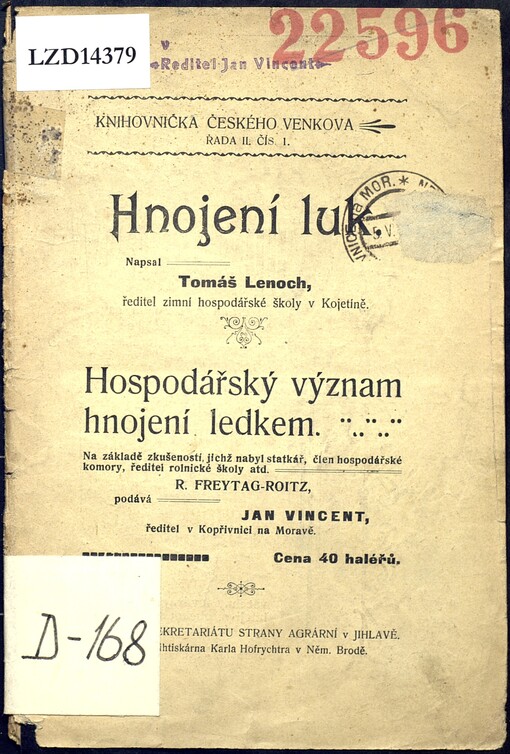 22596
LZD14379
Ředitel Jan Vincent
KNIHOVNIČKA ČESKÉHO VENKOVA
ŘADA II. ČÍS. 1.
MOR. *
5. V.
Hnojení luk.
Napsal
Tomáš Lenoch,
ředitel zimní hospodářské školy v Kojetíně.
Hospodářský význam
hnojení ledkem.
Na základě zkušeností, jichž nabyl statkář, člen hospodářské
komory, ředitel rolnické školy atd.
R. FREYTAG-ROITZ,
podává
JAN VINCENT,
ředitel v Kopřivnici na Moravě.
Cena 40 haléřů.
D-168
EKRETARIÁTU STRANY AGRÁRNÍ v JIHLAVĚ.
ihtiskárna Karla Hofrychtra v Něm. Brodě.